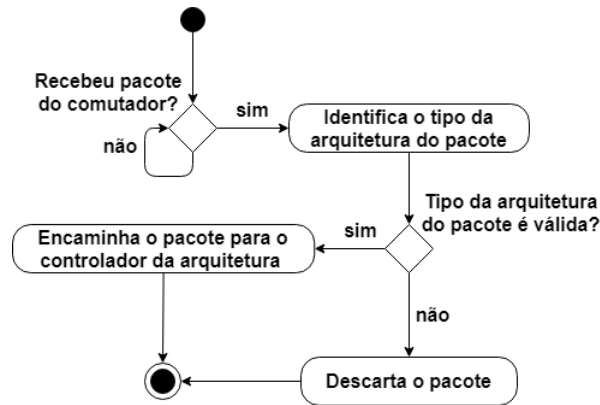 Recebeu pacote
do comutador?
sim
não
Identifica o tipo da
arquitetura do pacote
Tipo da arquitetura
do pacote é válida?
sim
Encaminha o pacote para o
controlador da arquitetura
não
Descarta o pacote